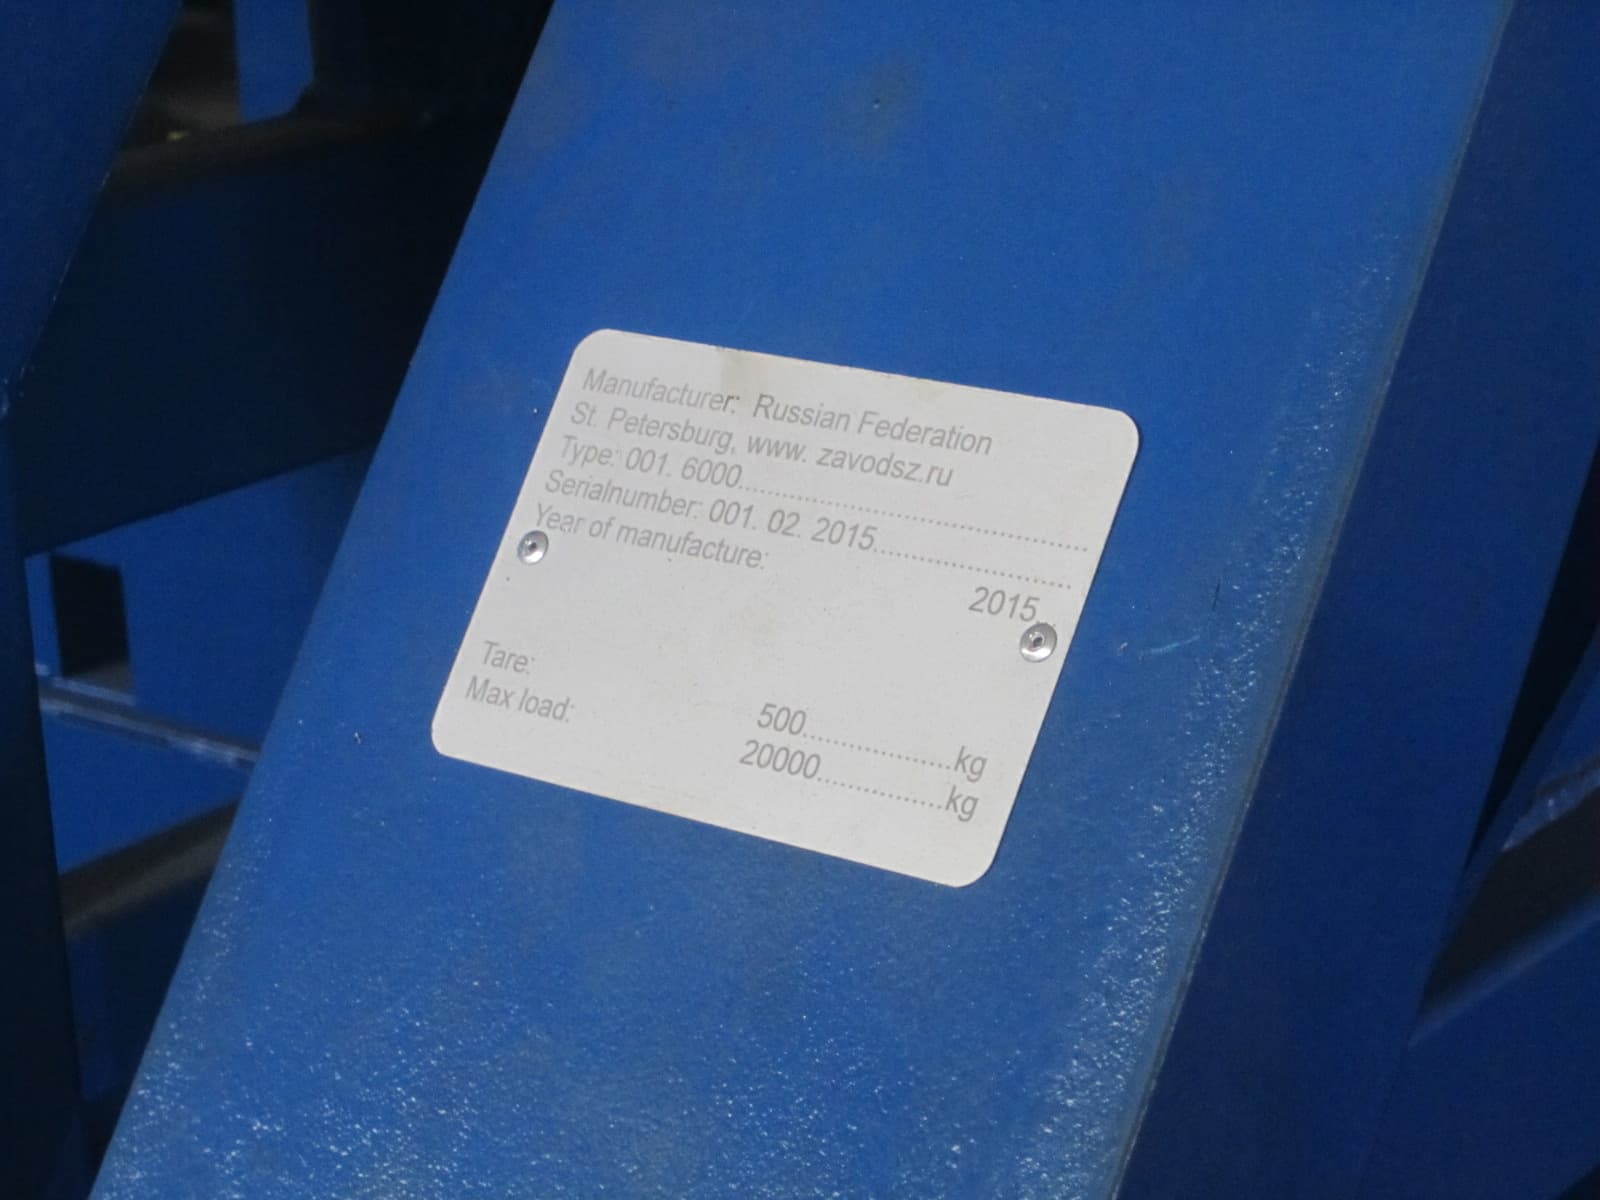 Manufacturer: Russian Federation
St. Petersburg, www. zavodsz.ru
Type: 001. 6000........................................
Serialnumber: 001. 02. 2015.......................
Year of manufacture: 2015...
Tare: 500.................kg
Max load: 20000..............kg